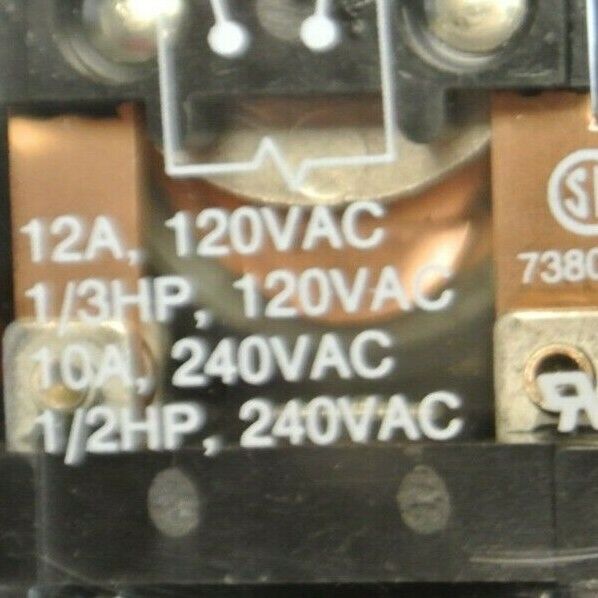 12A, 120VAC
1/3HP, 120VAC
10A, 240VAC
1/2HP, 240VAC
7380